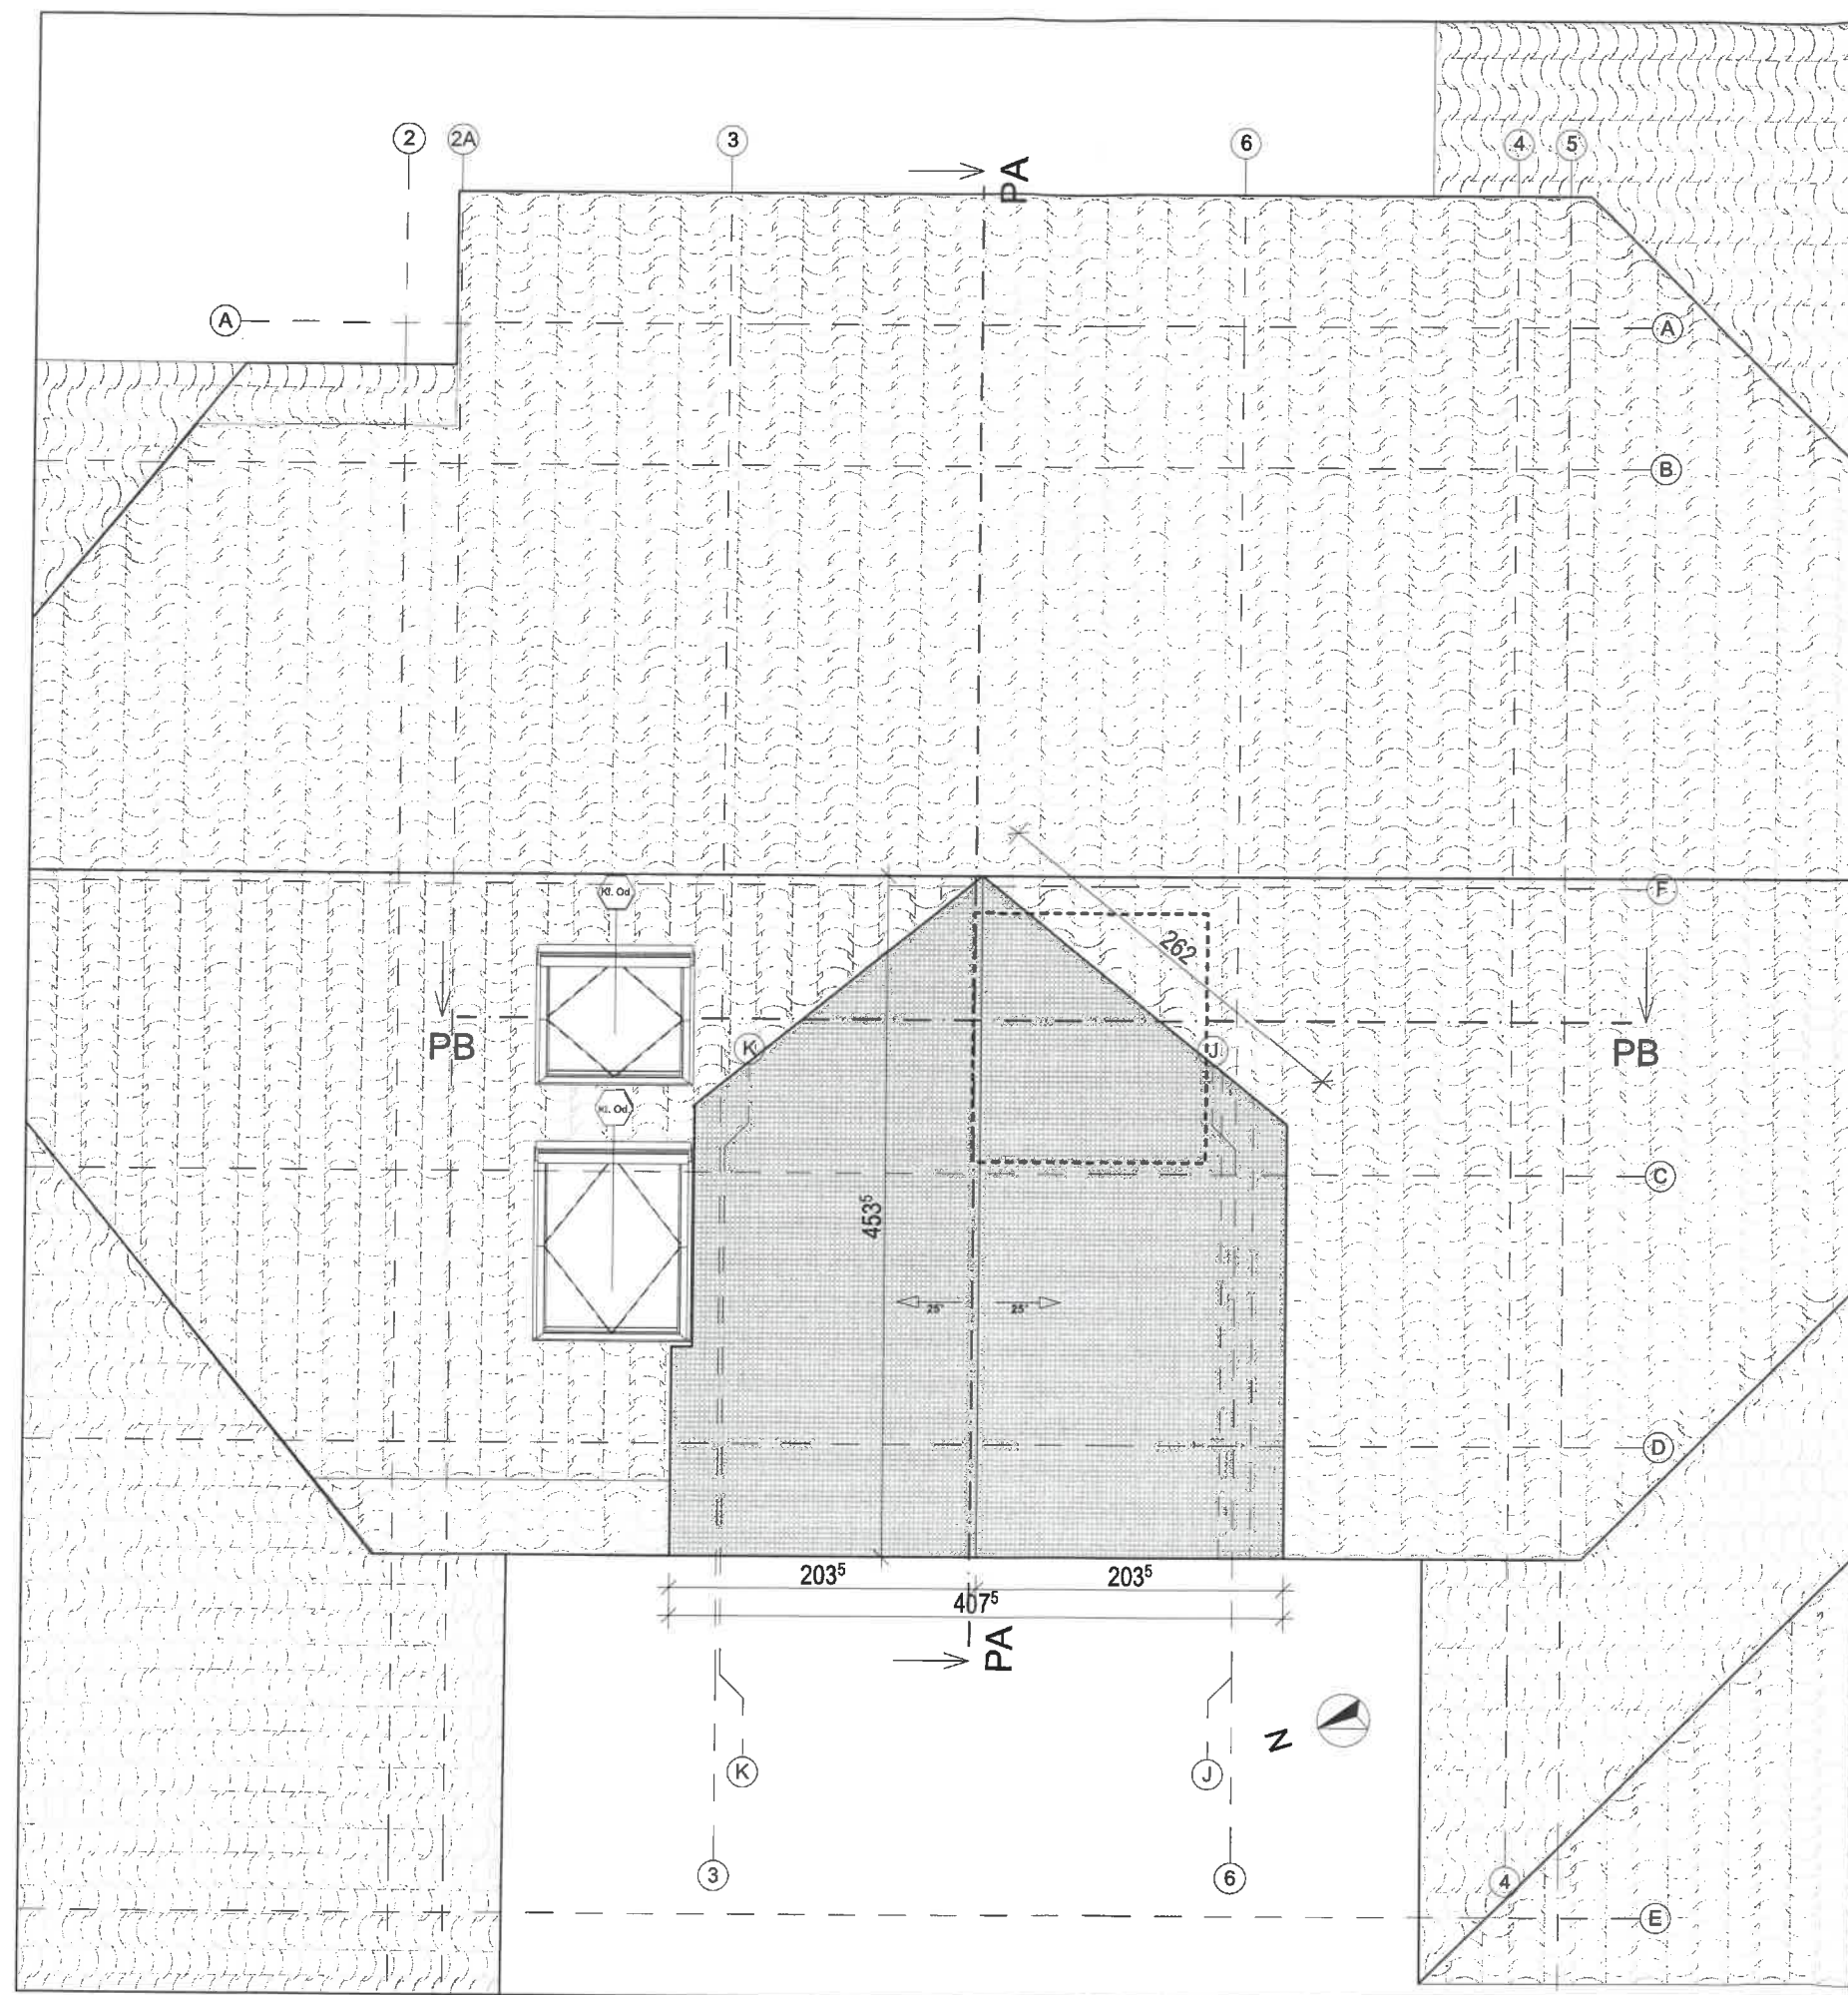 2 2A 3 6 4 5
PA
A A
B
Kl. Od
F
262
PB PB
K J
Kl. Od.
C
453⁵
25° 25°
D
203⁵ 203⁵
407⁵
PA
N
K J
3 6 4
E